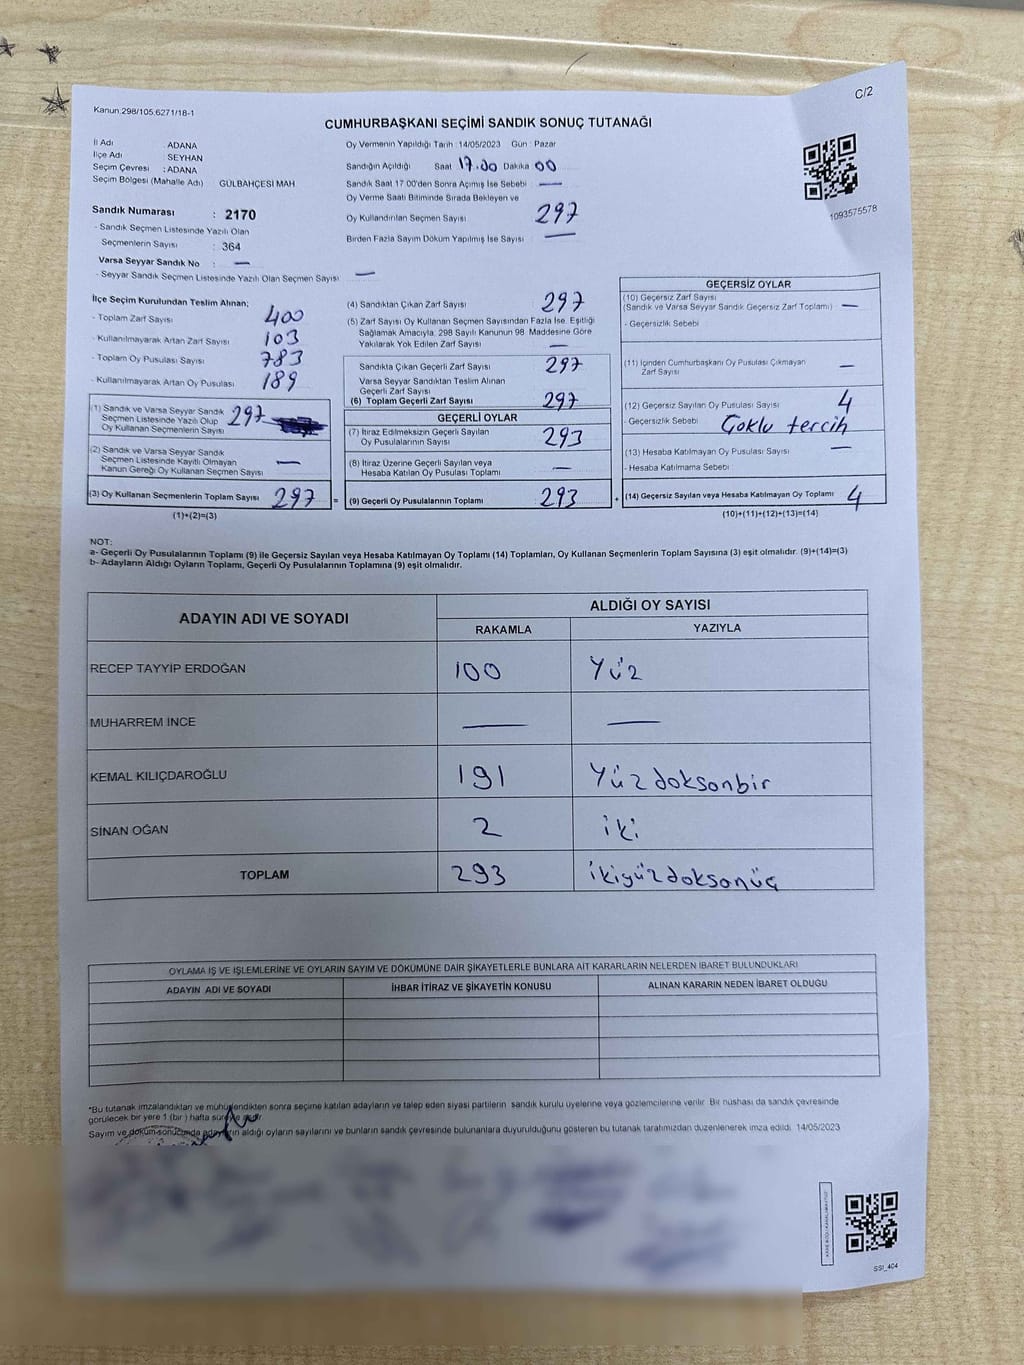 Kanun 298/105.6271/18-1
C/2
CUMHURBAŞKANI SEÇİMİ SANDIK SONUÇ TUTANAĞI
1093575578
İl Adı : ADANA
İlçe Adı : SEYHAN
Seçim Çevresi : ADANA
Seçim Bölgesi (Mahalle Adı) GÜLBAHÇESİ MAH
Sandık Numarası : 2170
- Sandık Seçmen Listesinde Yazılı Olan
Seçmenlerin Sayısı : 364
Varsa Seyyar Sandık No : —
- Seyyar Sandık Seçmen Listesinde Yazılı Olan Seçmen Sayısı —
Oy Vermenin Yapıldığı Tarih : 14/05/2023 Gün : Pazar
Sandığın Açıldığı Saat 17.00 Dakika 00
Sandık Saat 17 00'den Sonra Açımış İse Sebebi —
Oy Verme Saati Bitiminde Sırada Bekleyen ve
Oy Kullandırılan Seçmen Sayısı 297
Birden Fazla Sayım Döküm Yapılmış İse Sayısı —
İlçe Seçim Kurulundan Teslim Alınan;
- Toplam Zarf Sayısı 400
- Kullanılmayarak Artan Zarf Sayısı 103
- Toplam Oy Pusulası Sayısı 783
- Kullanılmayarak Artan Oy Pusulası 189
(1) Sandık ve Varsa Seyyar Sandık
Seçmen Listesinde Yazılı Olup
Oy Kullanan Seçmenlerin Sayısı 297
(2) Sandık ve Varsa Seyyar Sandık
Seçmen Listesinde Kayıtlı Olmayan
Kanun Gereği Oy Kullanan Seçmen Sayısı —
(3) Oy Kullanan Seçmenlerin Toplam Sayısı 297 =
(1)+(2)=(3)
(4) Sandıktan Çıkan Zarf Sayısı 297
(5) Zarf Sayısı Oy Kullanan Seçmen Sayısından Fazla İse. Eşitliği
Sağlamak Amacıyla, 298 Sayılı Kanunun 98. Maddesine Göre
Yakılarak Yok Edilen Zarf Sayısı —
Sandıkta Çıkan Geçerli Zarf Sayısı 297
Varsa Seyyar Sandıktan Teslim Alınan
Geçerli Zarf Sayısı
(6) Toplam Geçerli Zarf Sayısı 297
GEÇERLİ OYLAR
(7) İtiraz Edilmeksizin Geçerli Sayılan
Oy Pusulalarının Sayısı 293
(8) İtiraz Üzerine Geçerli Sayılan veya
Hesaba Katılan Oy Pusulası Toplamı —
(9) Geçerli Oy Pusulalarının Toplamı 293 +
GEÇERSİZ OYLAR
(10) Geçersiz Zarf Sayısı
(Sandık ve Varsa Seyyar Sandık Geçersiz Zarf Toplamı) —
- Geçersizlik Sebebi
(11) İçinden Cumhurbaşkanı Oy Pusulası Çıkmayan
Zarf Sayısı —
(12) Geçersiz Sayılan Oy Pusulası Sayısı 4
- Geçersizlik Sebebi Çoklu tercih
(13) Hesaba Katılmayan Oy Pusulası Sayısı —
- Hesaba Katılmama Sebebi
(14) Geçersiz Sayılan veya Hesaba Katılmayan Oy Toplamı 4
(10)+(11)+(12)+(13)=(14)
NOT:
a- Geçerli Oy Pusulalarının Toplamı (9) ile Geçersiz Sayılan veya Hesaba Katılmayan Oy Toplamı (14) Toplamları, Oy Kullanan Seçmenlerin Toplam Sayısına (3) eşit olmalıdır. (9)+(14)=(3)
b- Adayların Aldığı Oyların Toplamı, Geçerli Oy Pusulalarının Toplamına (9) eşit olmalıdır.
ADAYIN ADI VE SOYADI ALDIĞI OY SAYISI
RAKAMLA YAZIYLA
RECEP TAYYİP ERDOĞAN 100 Yüz
MUHARREM İNCE — —
KEMAL KILIÇDAROĞLU 191 Yüz doksonbir
SİNAN OĞAN 2 iki
TOPLAM 293 ikiyüzdoksonüç
OYLAMA İŞ VE İŞLEMLERİNE VE OYLARIN SAYIM VE DÖKÜMÜNE DAİR ŞİKAYETLERLE BUNLARA AİT KARARLARIN NELERDEN İBARET BULUNDUKLARI
ADAYIN ADI VE SOYADI İHBAR İTİRAZ VE ŞİKAYETİN KONUSU ALINAN KARARIN NEDEN İBARET OLDUĞU
*Bu tutanak imzalandıktan ve mühürlendikten sonra seçime katılan adayların ve talep eden siyasi partilerin sandık kurulu üyelerine veya gözlemcilerine verilir. Bir nüshası da sandık çevresinde
görülecek bir yere 1 (bir) hafta süreyle asılır.
Sayım ve döküm sonucunda adayların aldığı oyların sayılarını ve bunların sandık çevresinde bulunanlara duyurulduğunu gösteren bu tutanak taratımızdan düzenlenerek imza edildi. 14/05/2023
SSI_404